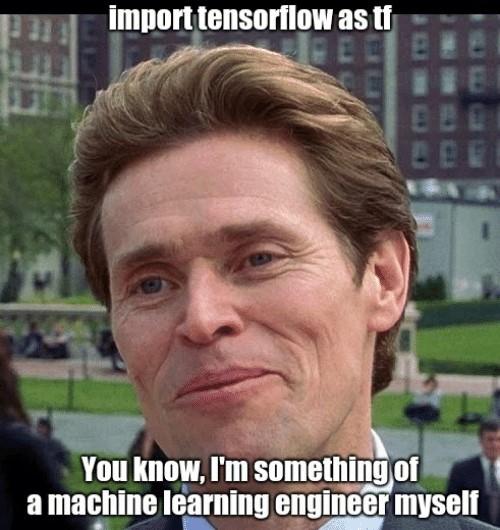 import tensorflow as tf
You know, I'm something of
a machine learning engineer myself